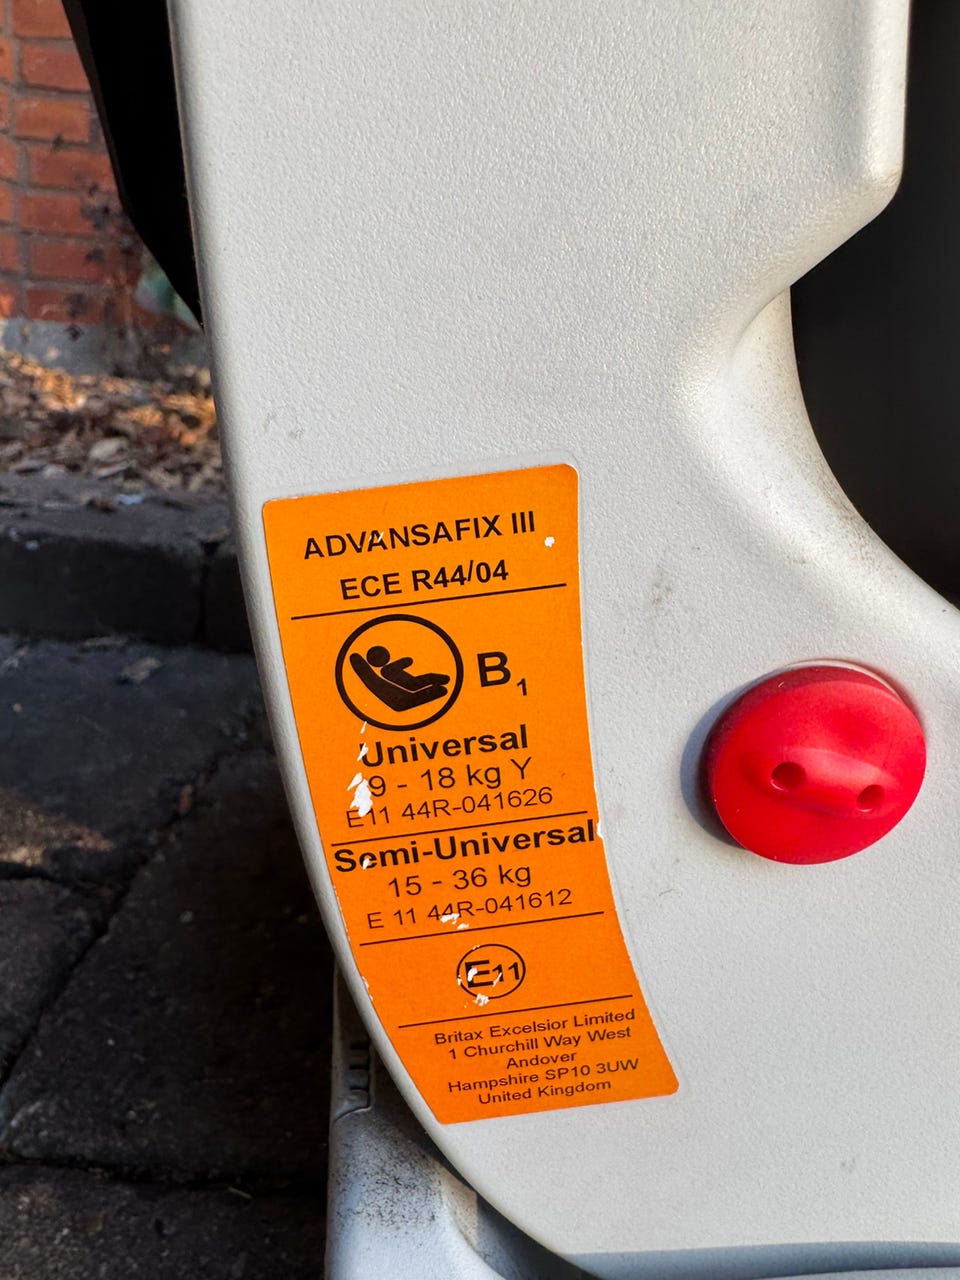 ADVANSAFIX III
ECE R44/04
B1
Universal
9 - 18 kg Y
E11 44R-041626
Semi-Universal
15 - 36 kg
E 11 44R-041612
E11
Britax Excelsior Limited
1 Churchill Way West
Andover
Hampshire SP10 3UW
United Kingdom